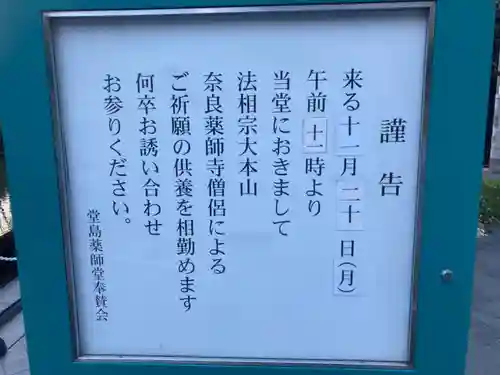 謹告
来る十一月二十日(月)
午前十一時より
当堂におきまして
法相宗大本山
奈良薬師寺僧侶による
ご祈願の供養を相勤めます
何卒お誘い合わせ
お参りください。
堂島薬師堂奉賛会